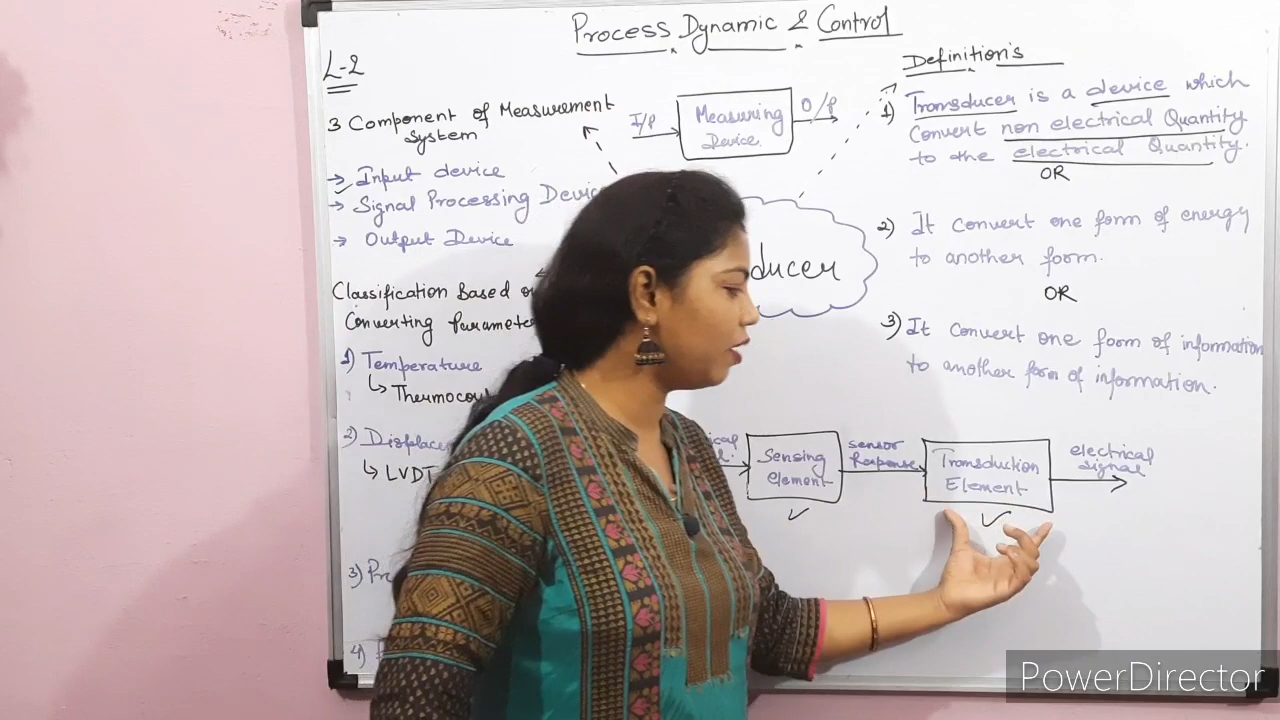 Process Dynamic & Control
L-2
3 Component of Measurement
System
→ Input device
→ Signal Processing Device
→ Output Device
Classification Based on
Converting Parameter
1) Temperature
↳
2)
↳ LVDT
3)
4)
I/P
Measuring
Device
O/P
Definition's
1) Transducer is a device which
Convert non electrical Quantity
to the electrical Quantity.
OR
2) It Convert one form of energy
to another form.
OR
3) It Convert one form of information
to another form of information.
Sensing
element
sensor
Response
Transduction
Element
electrical
signal
PowerDirector